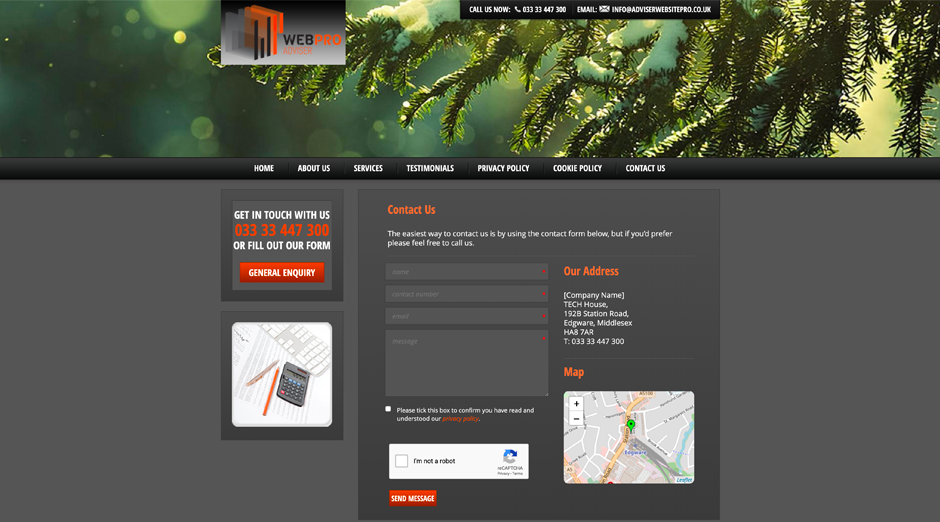 WEBPRO
ADVISER
CALL US NOW: 033 33 447 300 EMAIL: INFO@ADVISERWEBSITEPRO.CO.UK
HOME ABOUT US SERVICES TESTIMONIALS PRIVACY POLICY COOKIE POLICY CONTACT US
GET IN TOUCH WITH US
033 33 447 300
OR FILL OUT OUR FORM
GENERAL ENQUIRY
Contact Us
The easiest way to contact us is by using the contact form below, but if you'd prefer
please feel free to call us.
name
contact number
email
message
Please tick this box to confirm you have read and
understood our privacy policy.
I'm not a robot
reCAPTCHA
Privacy - Terms
SEND MESSAGE
Our Address
[Company Name]
TECH House,
192B Station Road,
Edgware, Middlesex
HA8 7AR
T: 033 33 447 300
Map
+
−
A5100
Edgware
A5
Leaflet